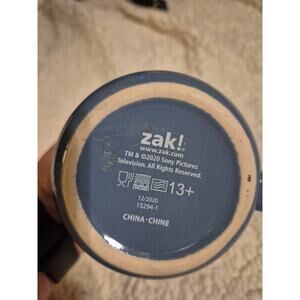 zak!
www.zak.com
TM & ©2020 Sony Pictures
Television. All Rights Reserved.
13+
12/2020
15294-1
CHINA · CHINE